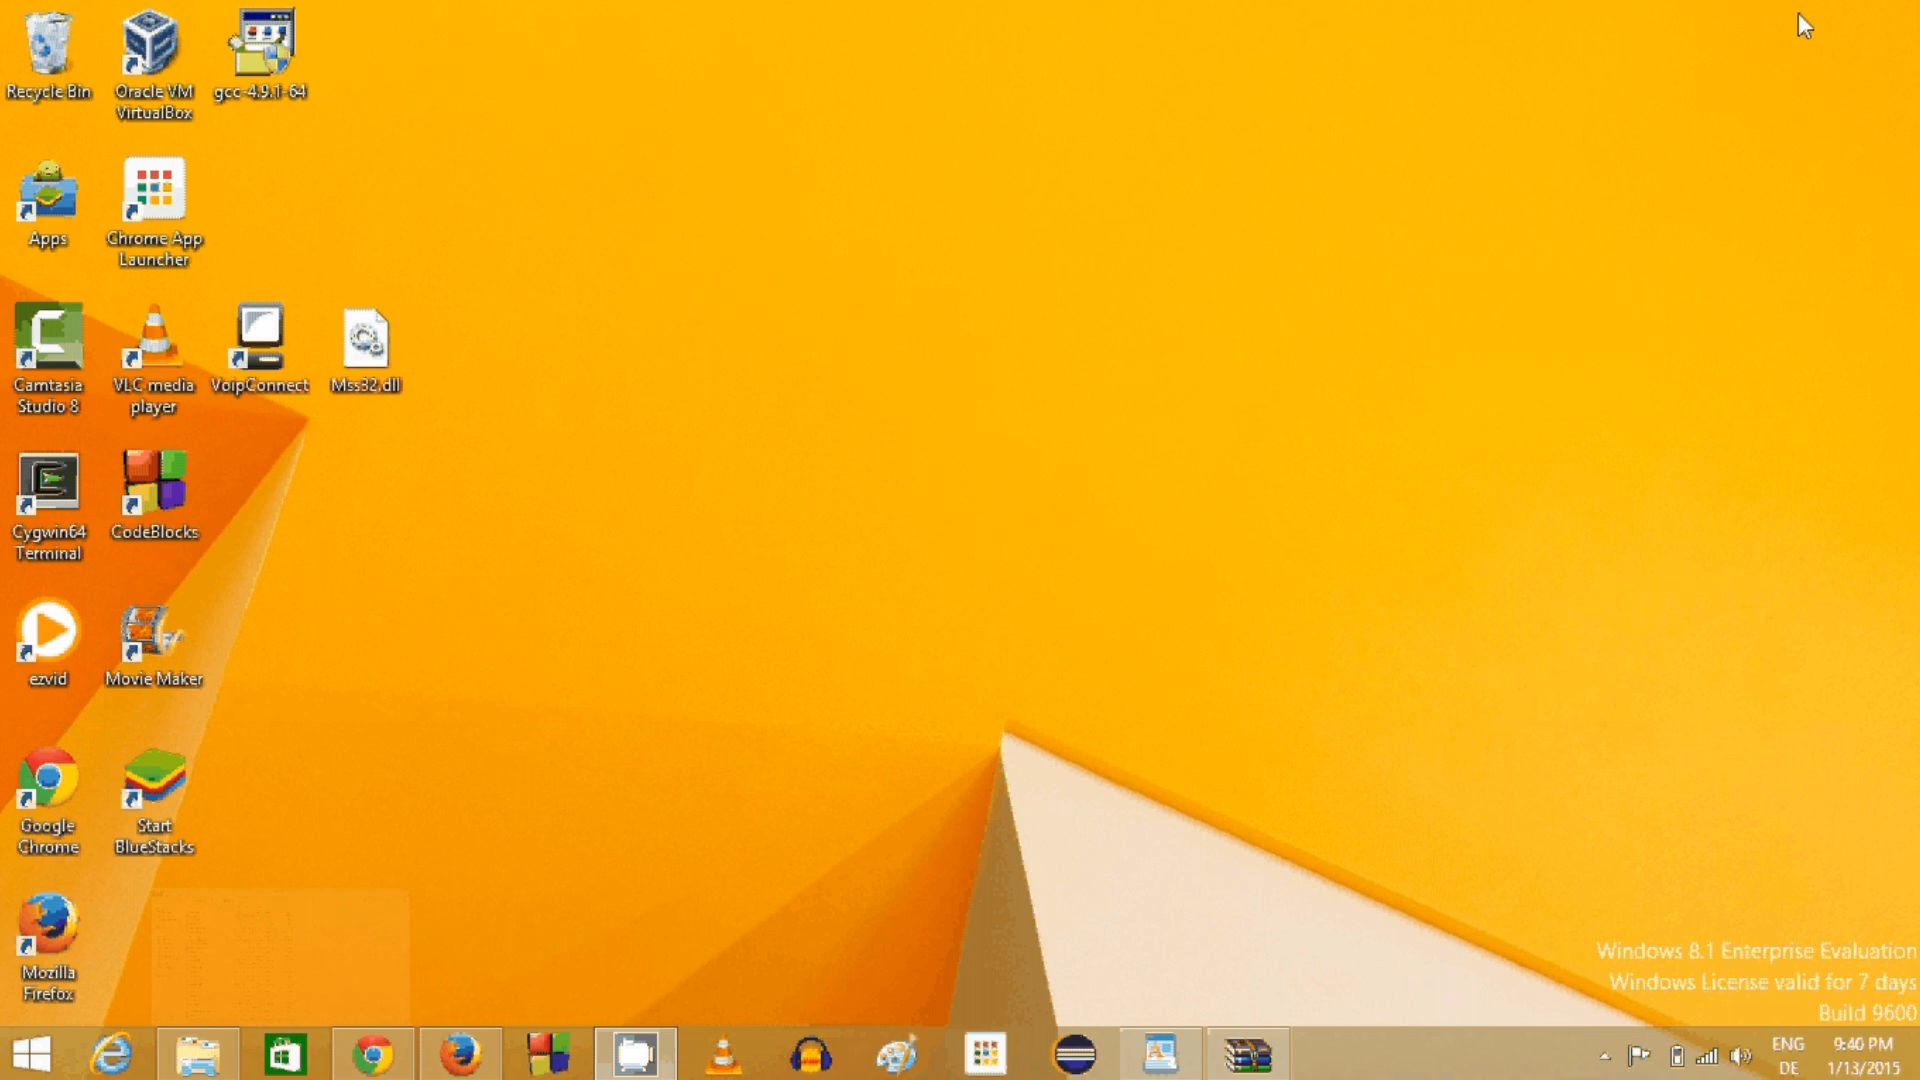 Recycle Bin
Oracle VM
VirtualBox
gcc-4.9.1-64
Apps
Chrome App
Launcher
Camtasia
Studio 8
VLC media
player
VoipConnect
Mss32.dll
Cygwin64
Terminal
CodeBlocks
ezvid
Movie Maker
Google
Chrome
Start
BlueStacks
Mozilla
Firefox
Windows 8.1 Enterprise Evaluation
Windows License valid for 7 days
Build 9600
ENG
DE
9:40 PM
1/13/2015